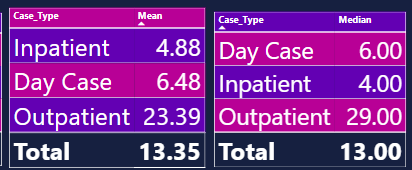 Case_Type Mean
Inpatient 4.88
Day Case 6.48
Outpatient 23.39
Total 13.35
Case_Type Median
Day Case 6.00
Inpatient 4.00
Outpatient 29.00
Total 13.00